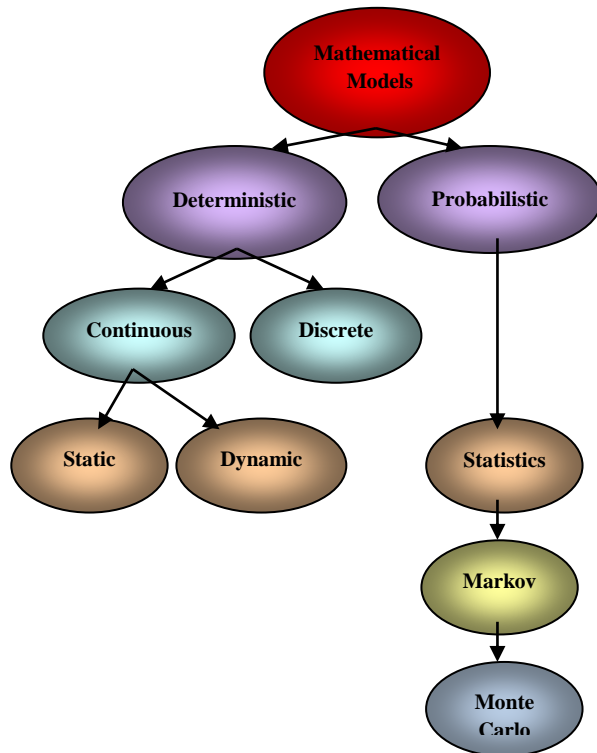 Mathematical
Models
Deterministic
Probabilistic
Continuous
Discrete
Static
Dynamic
Statistics
Markov
Monte
Carlo